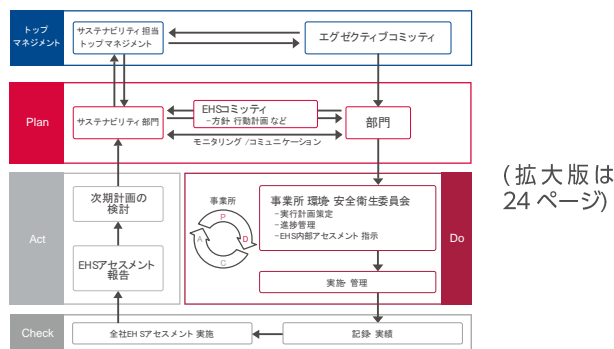 トップ
マネジメント
サステナビリティ担当
トップマネジメント
エグゼクティブコミッティ
Plan
サステナビリティ部門
EHSコミッティ
-方針 行動計画 など
部門
モニタリング /コミュニケーション
Act
次期計画の
検討
EHSアセスメント
報告
事業所
P
D
C
A
事業所 環境・安全衛生委員会
-実行計画策定
-進捗管理
-EHS内部アセスメント 指示
実施・管理
Do
Check
全社EHSアセスメント 実施
記録・実績
(拡大版は
24 ページ)